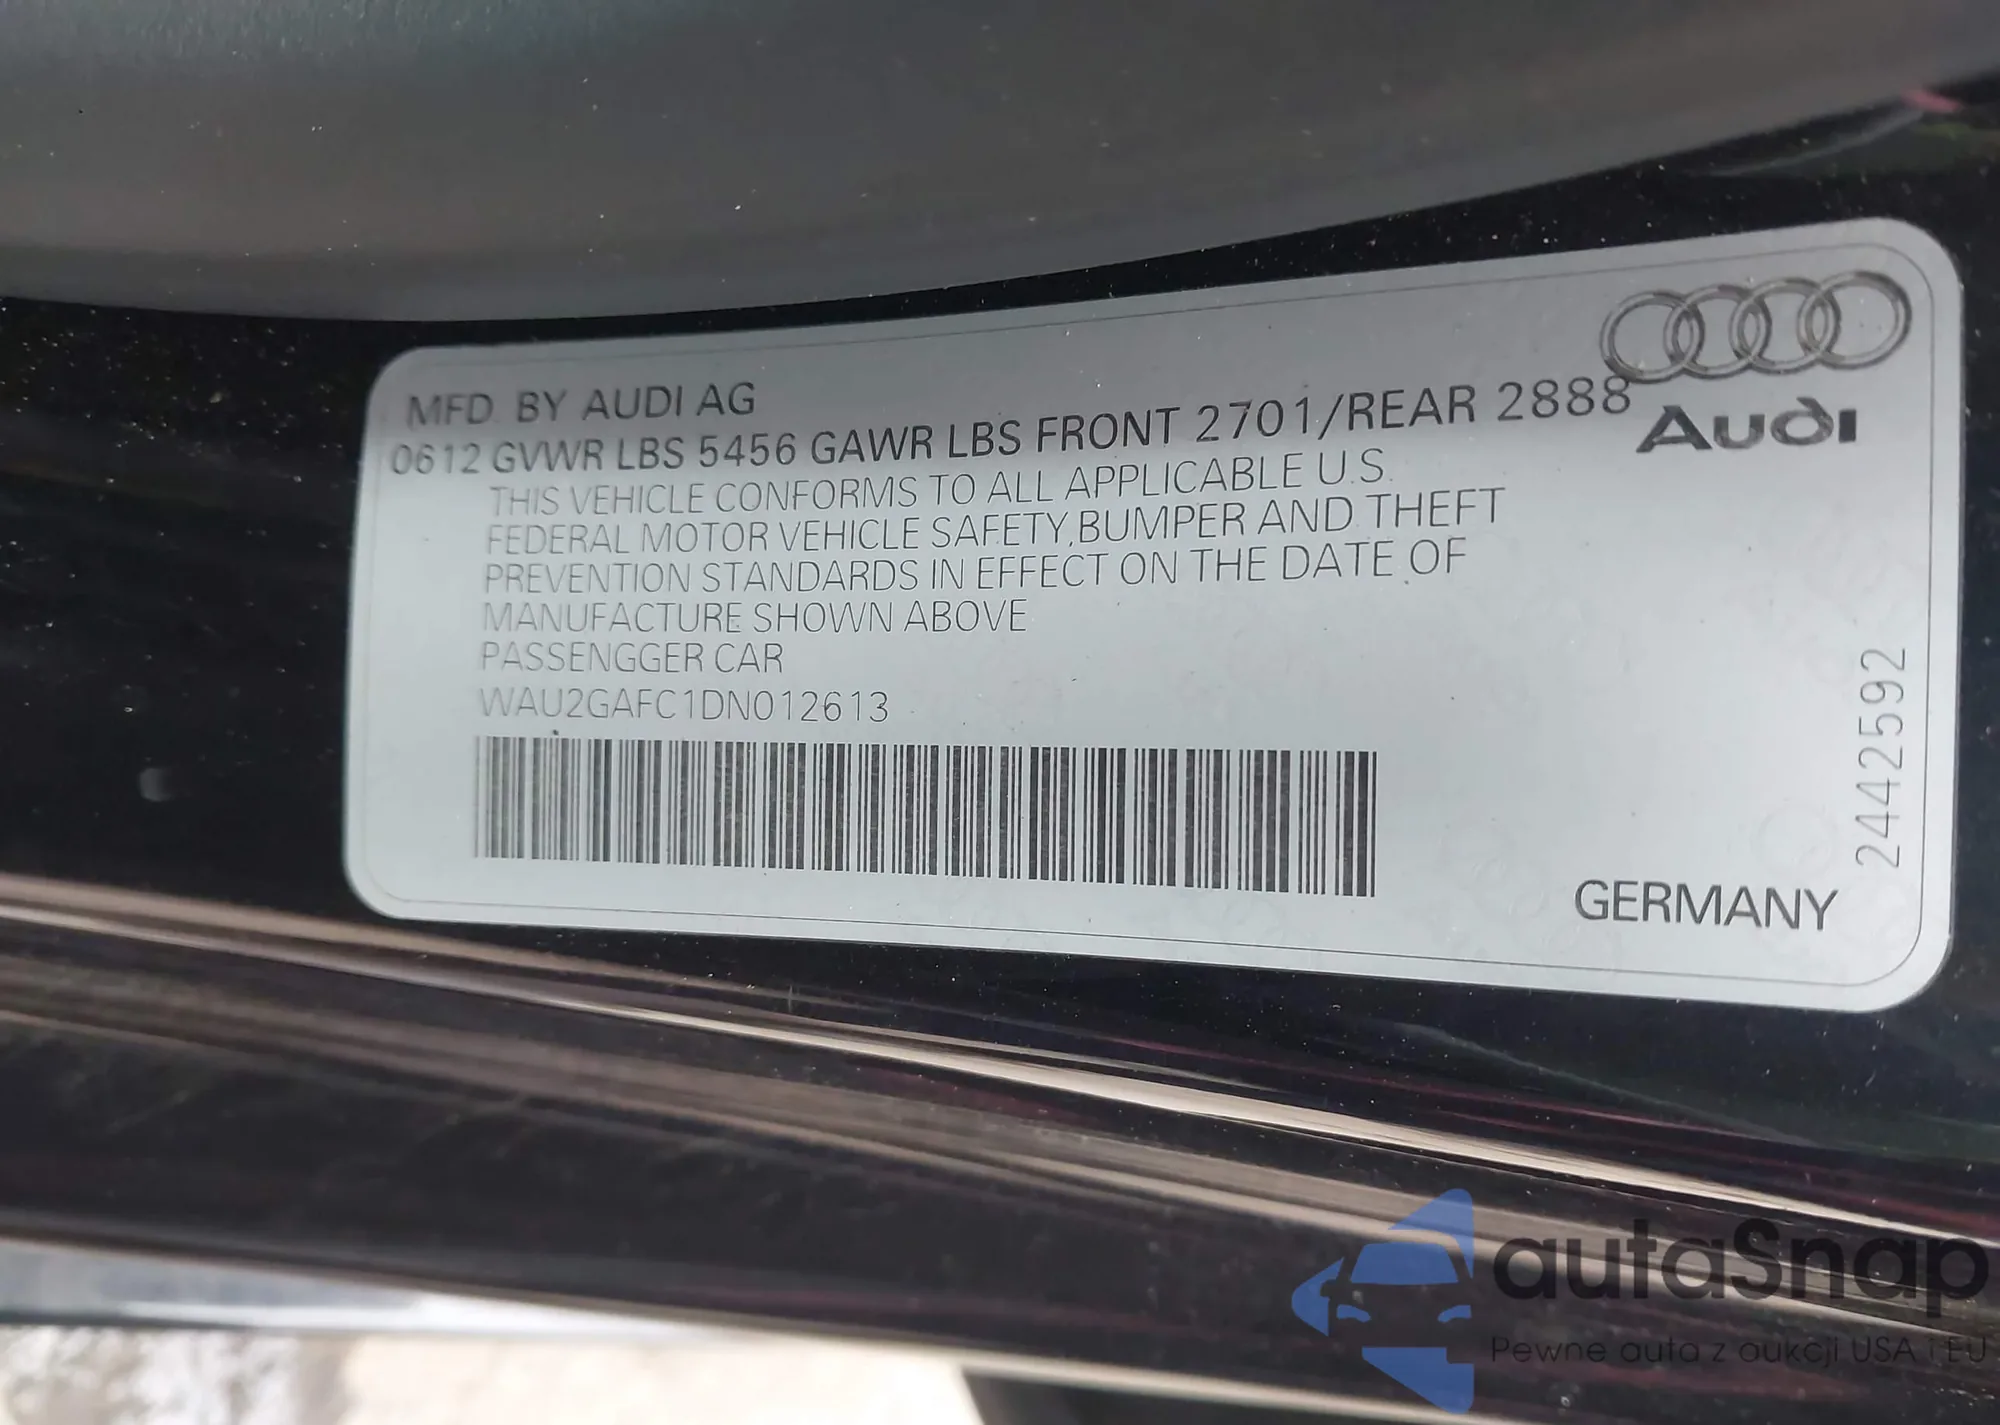 MFD. BY AUDI AG
0612 GVWR LBS 5456 GAWR LBS FRONT 2701/REAR 2888
THIS VEHICLE CONFORMS TO ALL APPLICABLE U.S.
FEDERAL MOTOR VEHICLE SAFETY,BUMPER AND THEFT
PREVENTION STANDARDS IN EFFECT ON THE DATE OF
MANUFACTURE SHOWN ABOVE
PASSENGGER CAR
WAU2GAFC1DN012613
Audi
2442592
GERMANY
autaSnap
Pewne auta z aukcji USA i EU